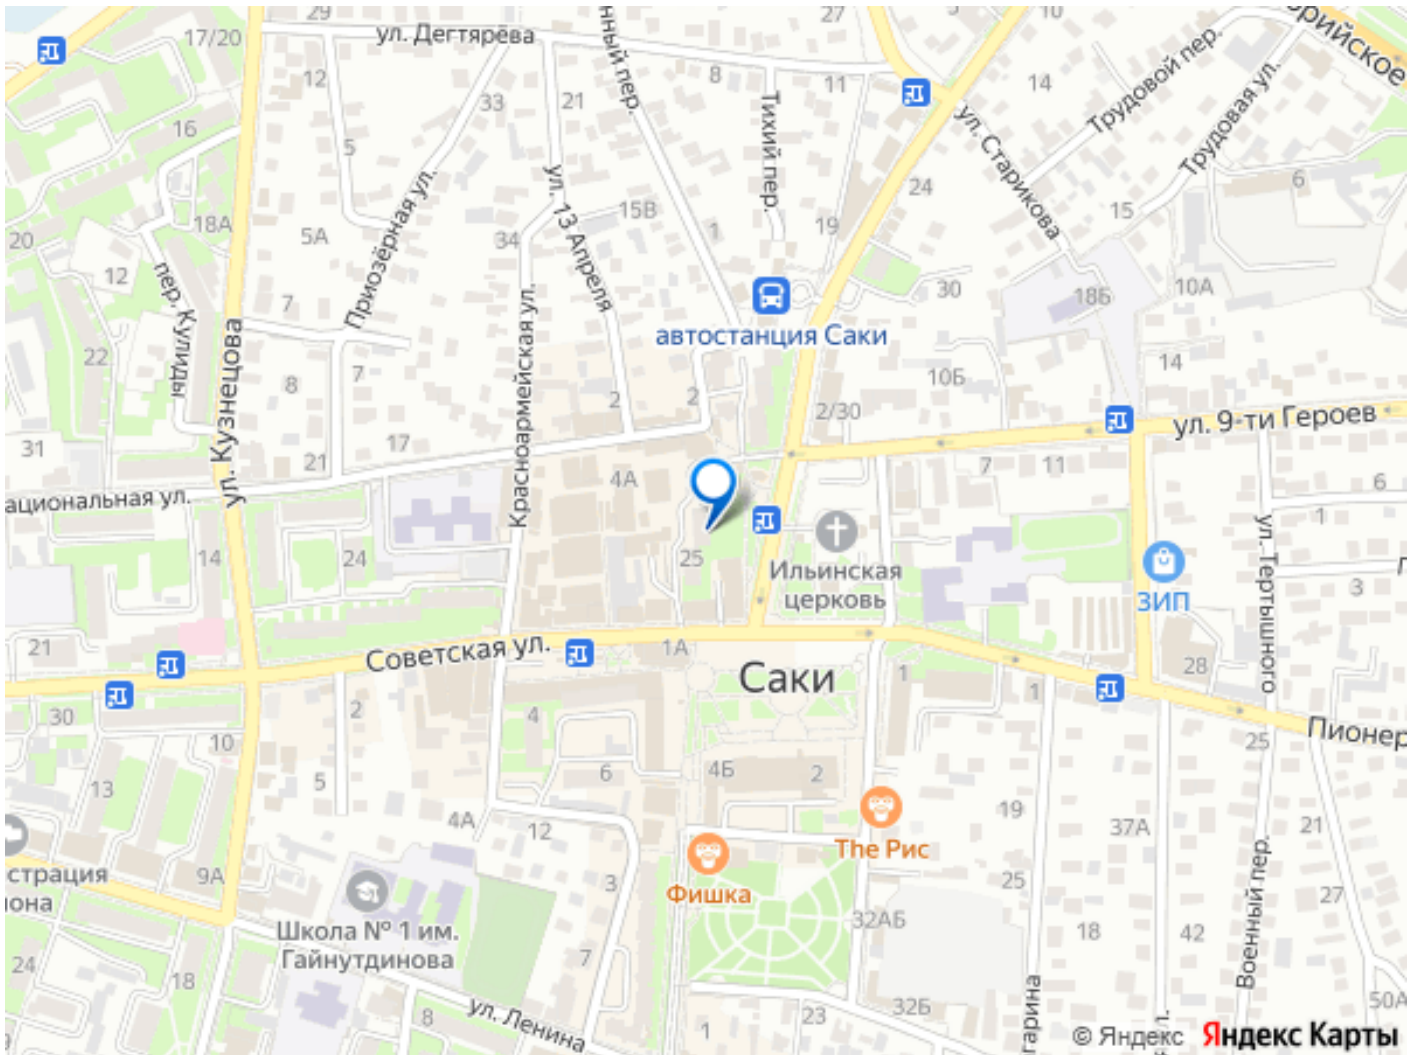 29
17/20
ул. Дегтярёва
нный пер.
27
10
орийское
12
8
11
14
Трудовой пер.
33
21
Тихий пер.
16
5
ул. Старикова
Трудовая ул.
6
18А
Приозёрная ул.
ул. 13 Апреля
15В
24
20
5А
34
1
19
15
12
пер. Кулиды
7
30
18Б
10А
автостанция Саки
22
ул. Кузнецова
Красноармейская ул.
8
7
2
2
10Б
14
2/30
31
17
ул. 9-ти Героев
21
4А
7
11
6
ациональная ул.
1
14
24
25
Ильинская
церковь
ул. Тертышного
ЗИП
3
21
Советская ул.
1А
28
Саки
30
2
4
1
1
10
25
Пионер
5
6
4Б
2
13
4А
12
19
37А
21
The Рис
9А
страция
иона
Фишка
3
25
27
Школа № 1 им.
Гайнутдинова
32АБ
18
42
Военный пер.
24
18
7
8
ул. Ленина
1
23
32Б
гарина
л.
50А
© Яндекс Яндекс Карты